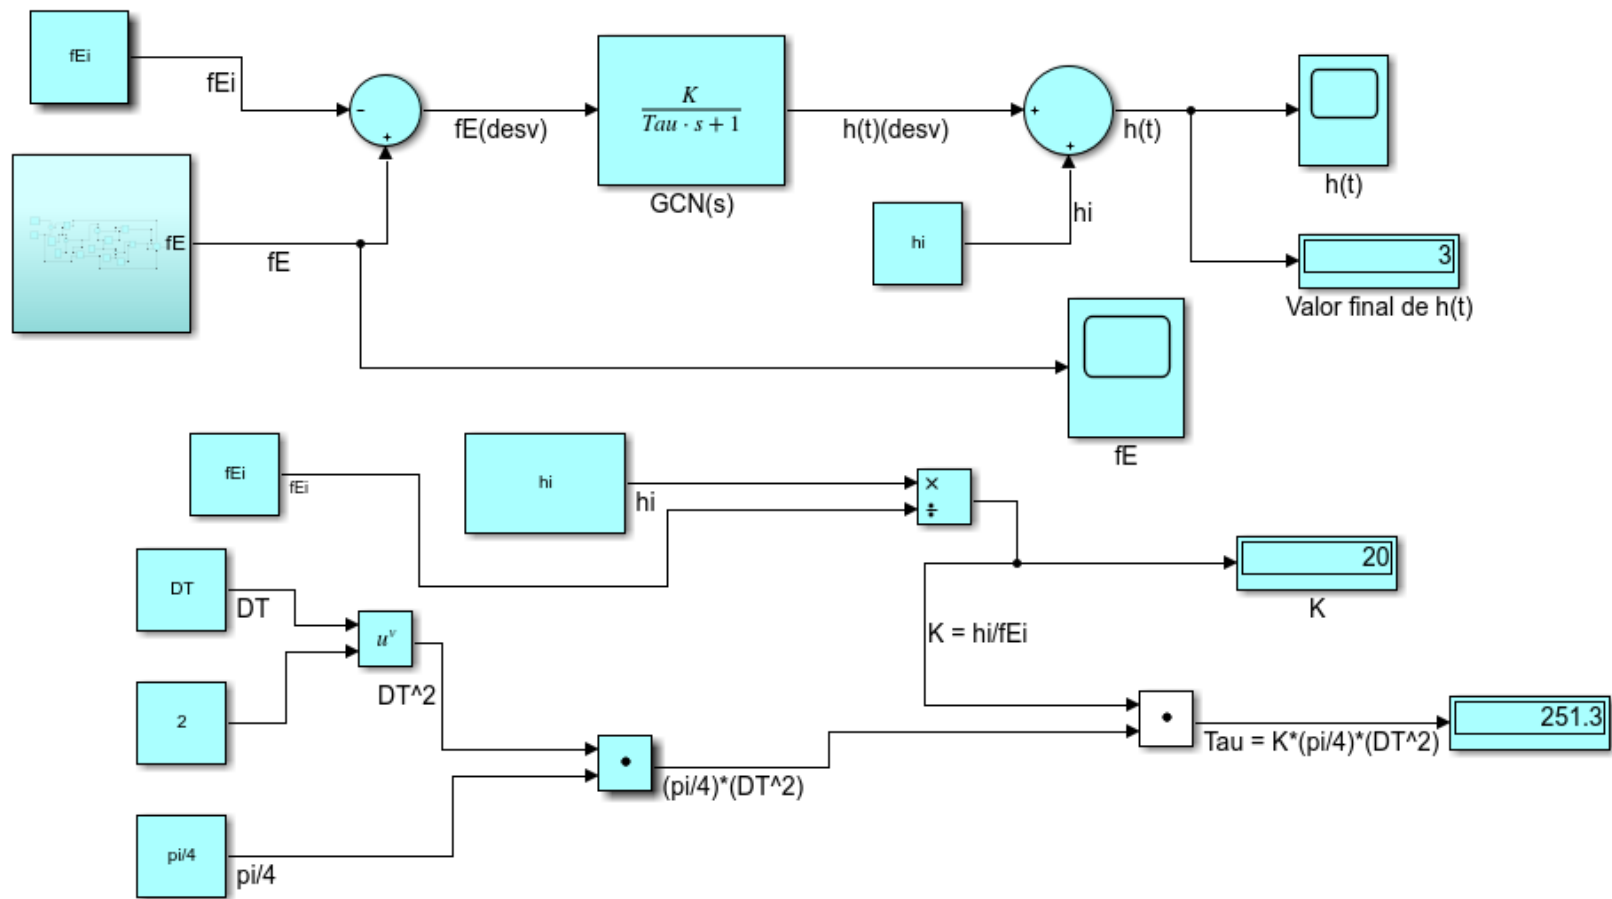 fEi
fEi
-
+
fE(desv)
K
Tau · s + 1
GCN(s)
h(t)(desv)
+
+
h(t)
h(t)
fE
fE
hi
hi
3
Valor final de h(t)
fE
fEi
fEi
hi
hi
×
÷
20
K
K = hi/fEi
DT
DT
u^v
DT^2
2
251.3
Tau = K*(pi/4)*(DT^2)
(pi/4)*(DT^2)
pi/4
pi/4